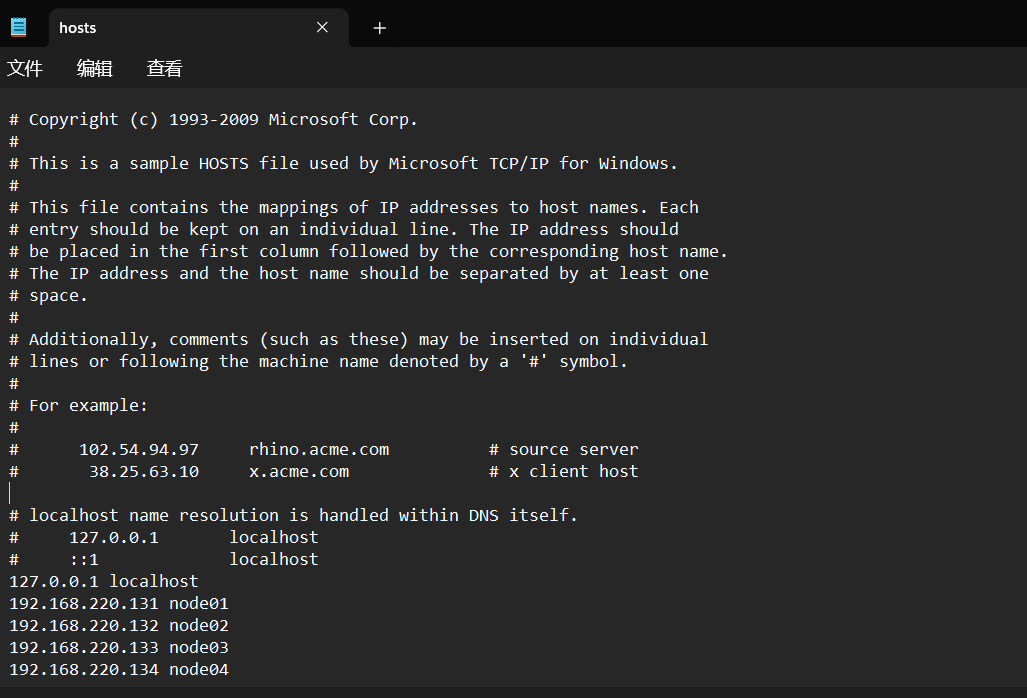 hosts
文件 编辑 查看
# Copyright (c) 1993-2009 Microsoft Corp.
#
# This is a sample HOSTS file used by Microsoft TCP/IP for Windows.
#
# This file contains the mappings of IP addresses to host names. Each
# entry should be kept on an individual line. The IP address should
# be placed in the first column followed by the corresponding host name.
# The IP address and the host name should be separated by at least one
# space.
#
# Additionally, comments (such as these) may be inserted on individual
# lines or following the machine name denoted by a '#' symbol.
#
# For example:
#
#      102.54.94.97     rhino.acme.com          # source server
#       38.25.63.10     x.acme.com              # x client host

# localhost name resolution is handled within DNS itself.
#     127.0.0.1       localhost
#     ::1             localhost
127.0.0.1 localhost
192.168.220.131 node01
192.168.220.132 node02
192.168.220.133 node03
192.168.220.134 node04